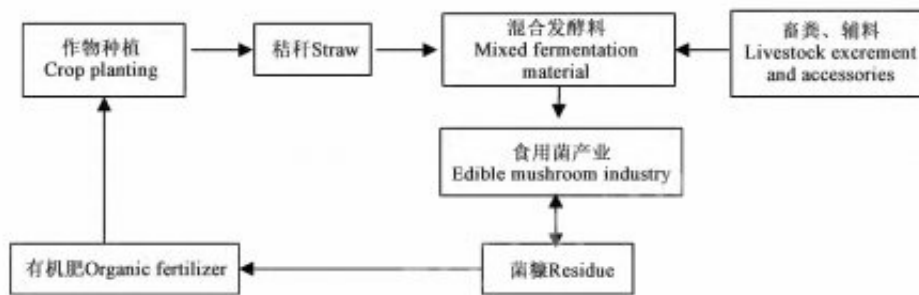 作物种植
Crop planting
秸秆Straw
混合发酵料
Mixed fermentation
material
畜粪、辅料
Livestock excrement
and accessories
食用菌产业
Edible mushroom industry
有机肥Organic fertilizer
菌糠Residue